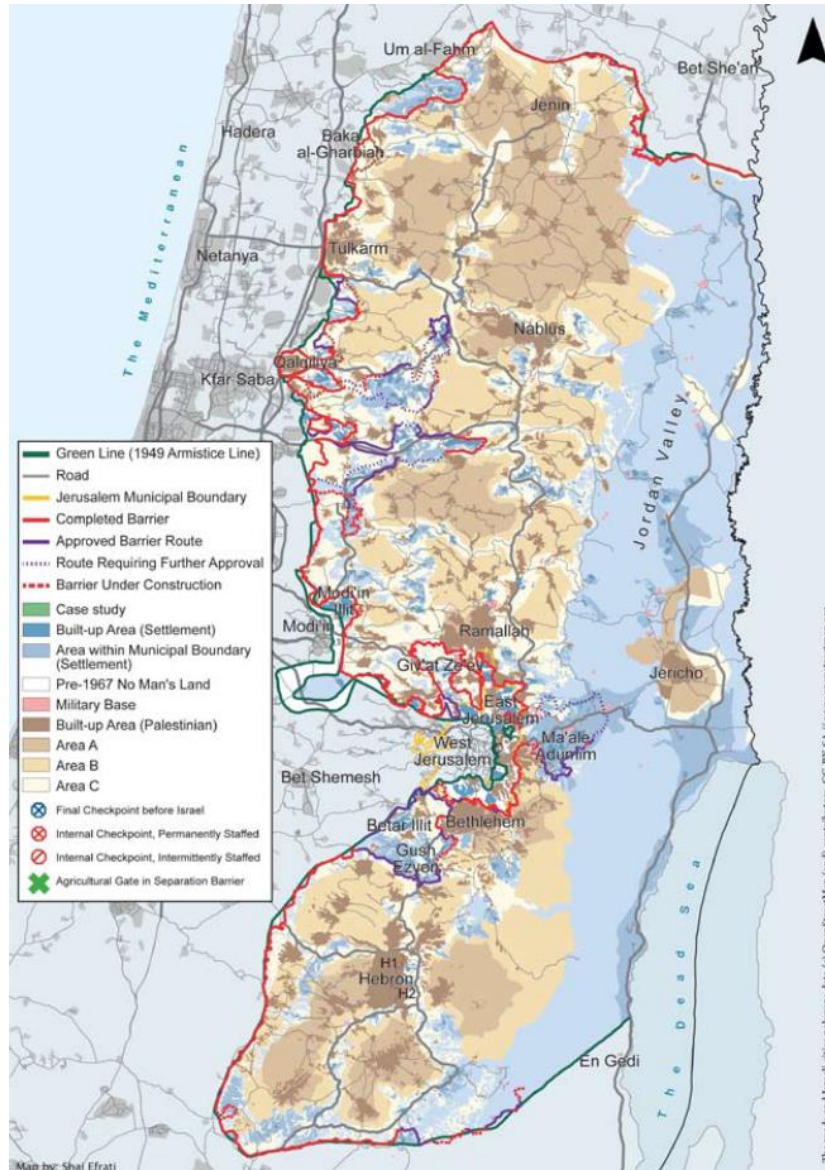 Um al-Fahm
Bet She'an
Jenin
Hadera
Baka
al-Gharbiah
Netanya
Tulkarm
The Mediterranean
Nablus
Qalqiliya
Kfar Saba
Jordan Valley
Green Line (1949 Armistice Line)
Road
Jerusalem Municipal Boundary
Completed Barrier
Approved Barrier Route
Route Requiring Further Approval
Barrier Under Construction
Case study
Built-up Area (Settlement)
Area within Municipal Boundary
(Settlement)
Pre-1967 No Man's Land
Military Base
Built-up Area (Palestinian)
Area A
Area B
Area C
Final Checkpoint before Israel
Internal Checkpoint, Permanently Staffed
Internal Checkpoint, Intermittently Staffed
Agricultural Gate in Separation Barrier
Modi'in
Illit
Modi'in
Ramallah
Giv'at Ze'ev
Jericho
East
Jerusalem
West
Jerusalem
Ma'ale
Adumim
Bet Shemesh
Betar Illit
Bethlehem
Gush
Ezyon
H1
Hebron
H2
En Gedi
The Dead Sea
Map by: Shai Efrati